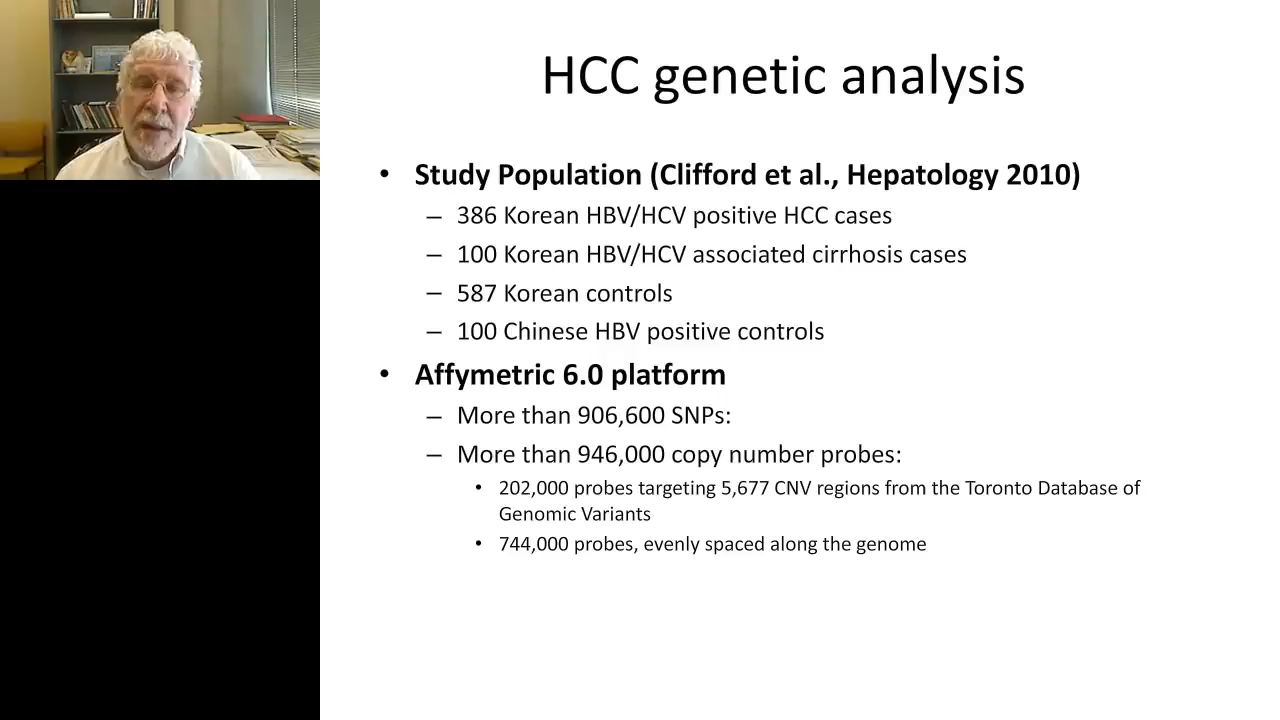 HCC genetic analysis
• Study Population (Clifford et al., Hepatology 2010)
– 386 Korean HBV/HCV positive HCC cases
– 100 Korean HBV/HCV associated cirrhosis cases
– 587 Korean controls
– 100 Chinese HBV positive controls
• Affymetric 6.0 platform
– More than 906,600 SNPs:
– More than 946,000 copy number probes:
• 202,000 probes targeting 5,677 CNV regions from the Toronto Database of
Genomic Variants
• 744,000 probes, evenly spaced along the genome